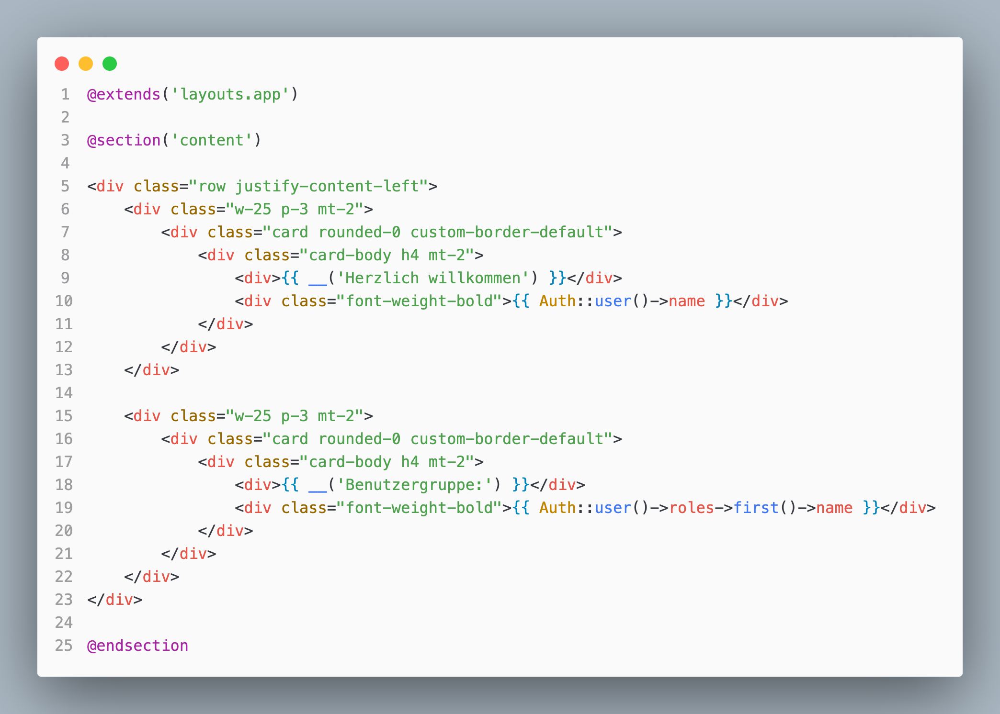 1 @extends('layouts.app')
2
3 @section('content')
4
5 <div class="row justify-content-left">
6     <div class="w-25 p-3 mt-2">
7         <div class="card rounded-0 custom-border-default">
8             <div class="card-body h4 mt-2">
9                 <div>{{ __('Herzlich willkommen') }}</div>
10                 <div class="font-weight-bold">{{ Auth::user()->name }}</div>
11             </div>
12         </div>
13     </div>
14
15     <div class="w-25 p-3 mt-2">
16         <div class="card rounded-0 custom-border-default">
17             <div class="card-body h4 mt-2">
18                 <div>{{ __('Benutzergruppe:') }}</div>
19                 <div class="font-weight-bold">{{ Auth::user()->roles->first()->name }}</div>
20             </div>
21         </div>
22     </div>
23 </div>
24
25 @endsection